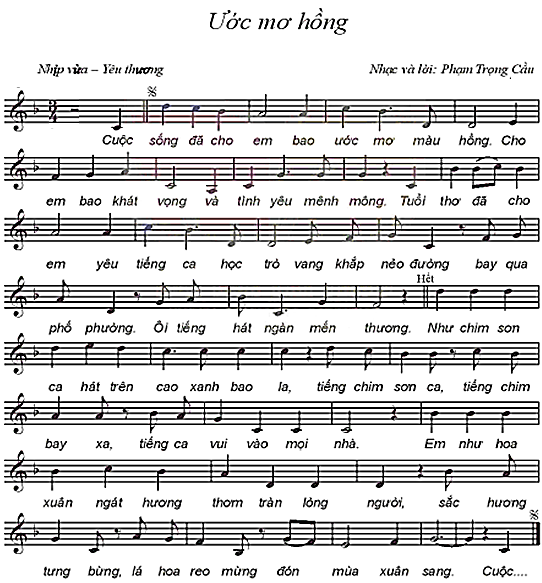 Ước mơ hồng
Nhịp vừa – Yêu thương
Nhạc và lời: Phạm Trọng Cầu
Cuộc sống đã cho em bao ước mơ màu hồng. Cho
em bao khát vọng và tình yêu mênh mông. Tuổi thơ đã cho
em yêu tiếng ca học trò vang khắp nẻo đường bay qua
Hết
phố phường. Ôi tiếng hát ngàn mến thương. Như chim sơn
ca hát trên cao xanh bao la, tiếng chim sơn ca, tiếng chim
bay xa, tiếng ca vui vào mọi nhà. Em như hoa
xuân ngát hương thơm tràn lòng người, sắc hương
tưng bừng, lá hoa reo mừng đón mùa xuân sang. Cuộc....